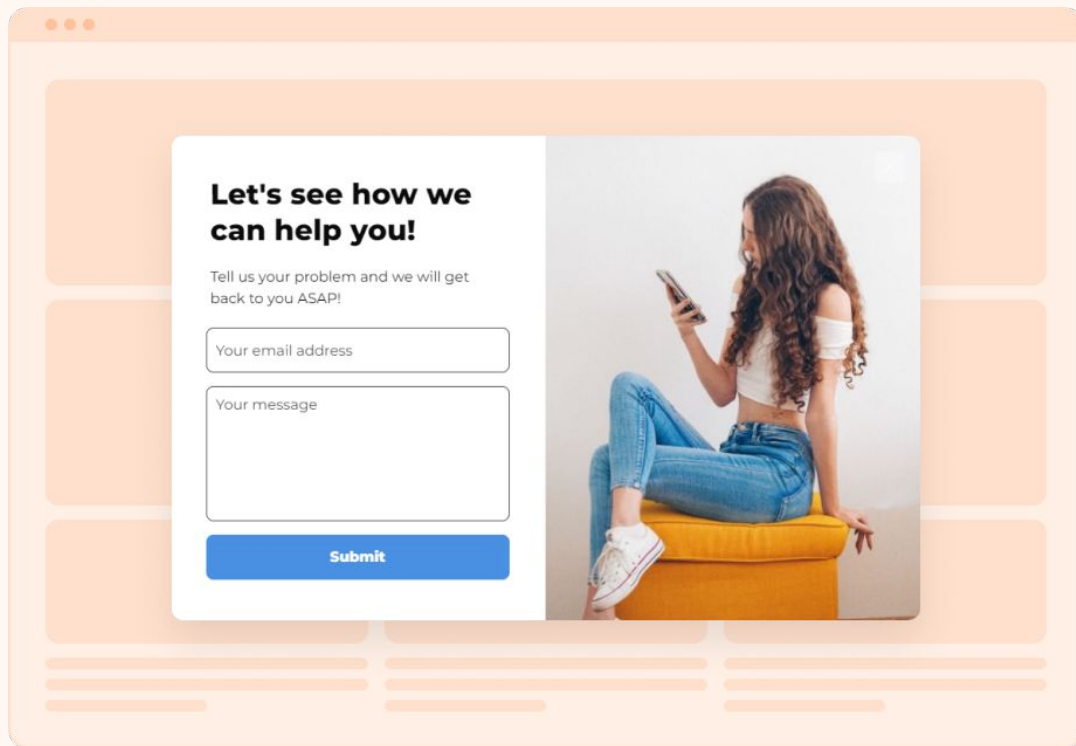 Let's see how we
can help you!
Tell us your problem and we will get
back to you ASAP!
Your email address
Your message
Submit